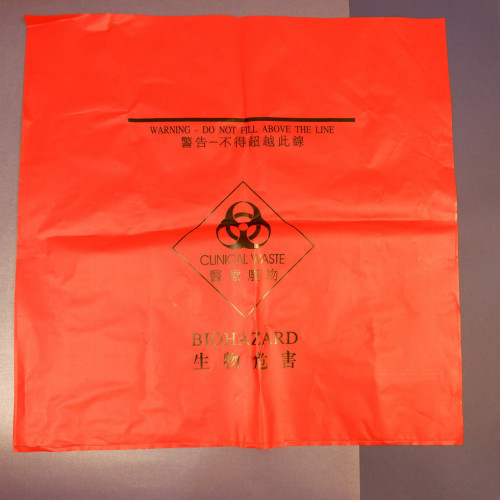 WARNING - DO NOT FILL ABOVE THE LINE
警告一不得超越此線
CLINICAL WASTE
醫療廢物
BIOHAZARD
生物危害